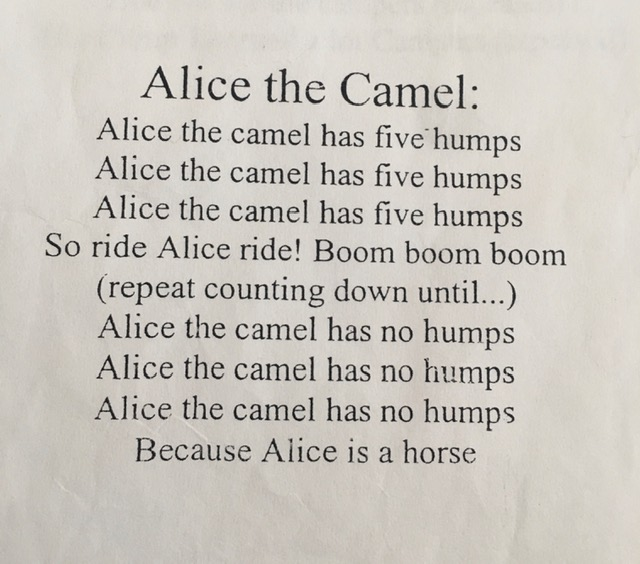 Alice the Camel:
Alice the camel has five humps
Alice the camel has five humps
Alice the camel has five humps
So ride Alice ride! Boom boom boom
(repeat counting down until...)
Alice the camel has no humps
Alice the camel has no humps
Alice the camel has no humps
Because Alice is a horse